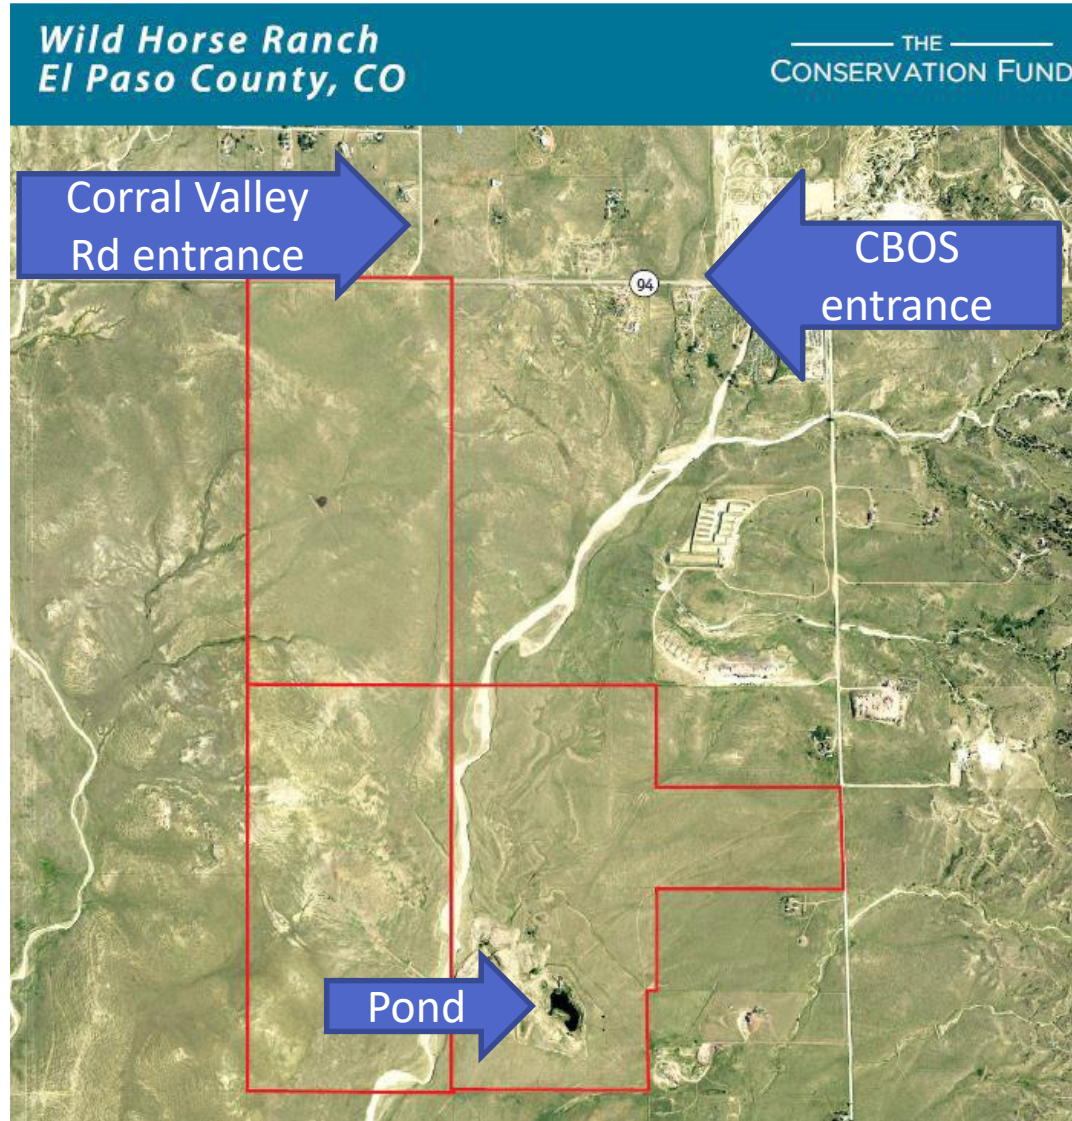 Wild Horse Ranch
El Paso County, CO
THE
CONSERVATION FUND
Corral Valley
Rd entrance
CBOS
entrance
94
Pond